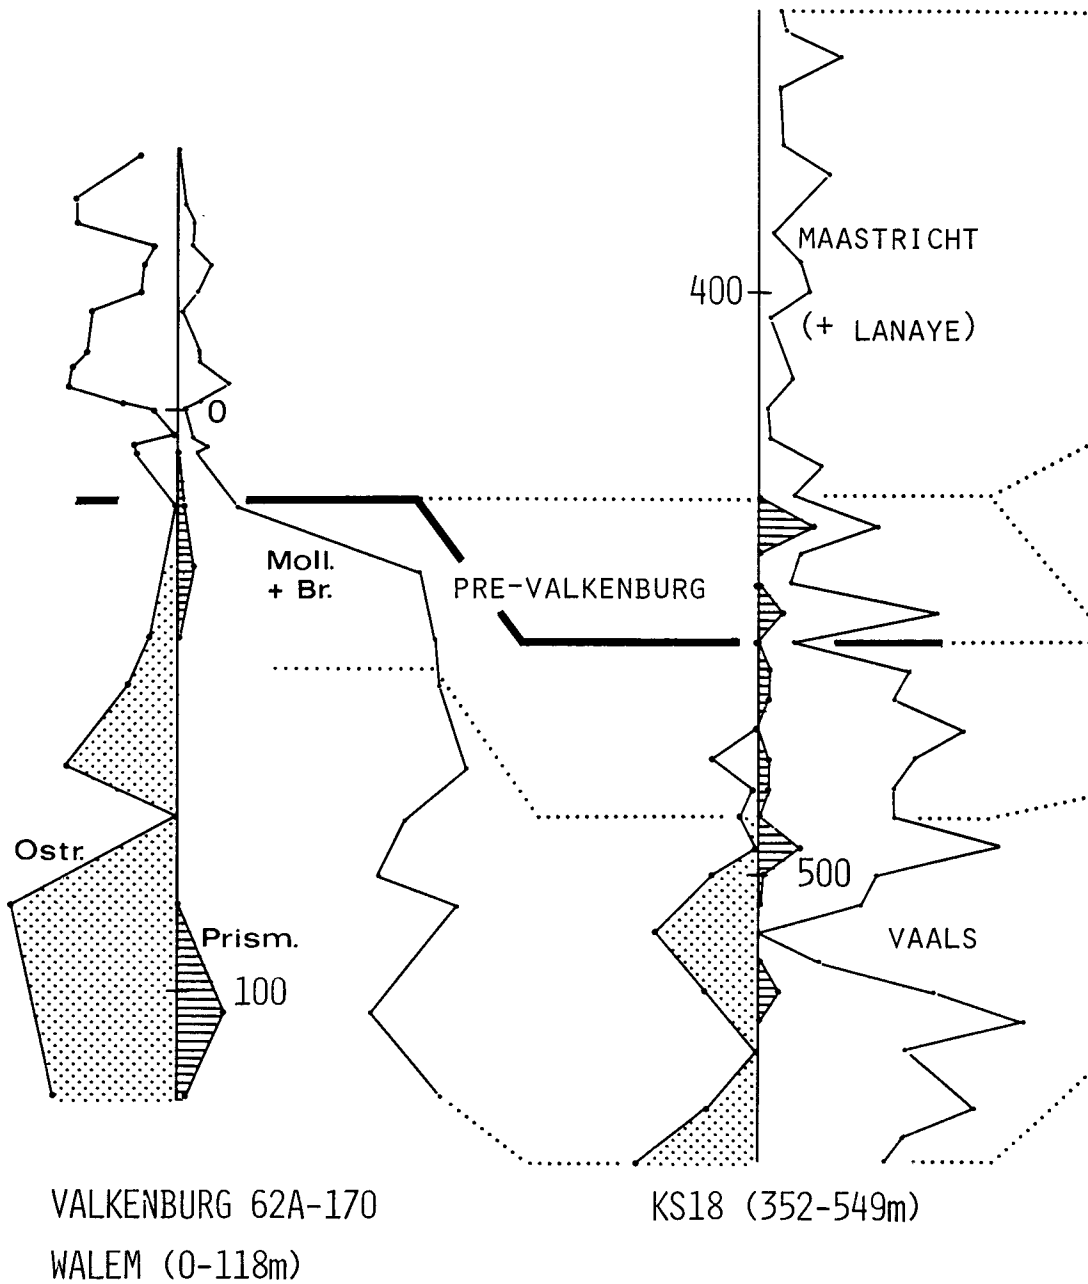 MAASTRICHT
400
(+ LANAYE)
0
Moll.
+ Br.
PRE-VALKENBURG
Ostr.
500
Prism.
VAALS
100
VALKENBURG 62A-170
KS18 (352-549m)
WALEM (0-118m)